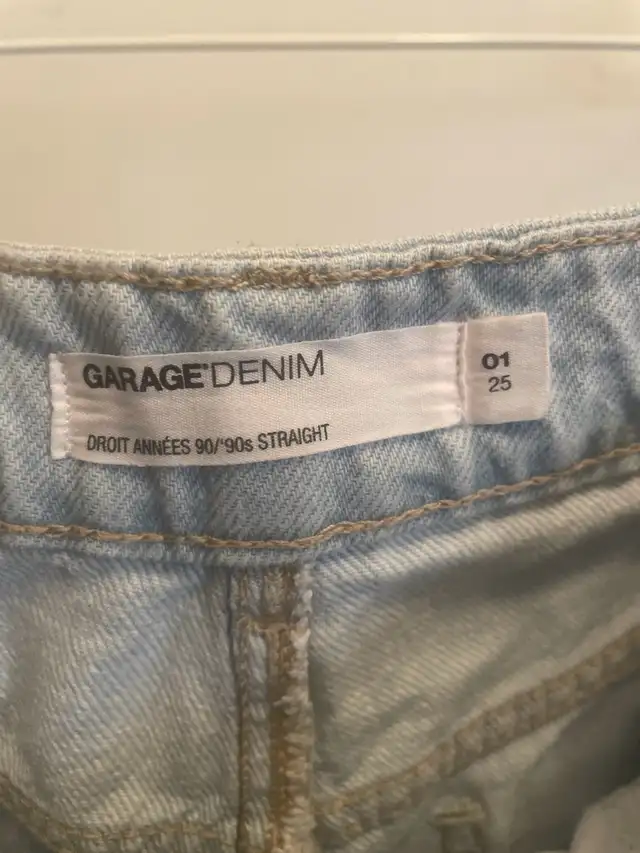 GARAGE®DENIM
DROIT ANNÉES 90/'90s STRAIGHT
01
25